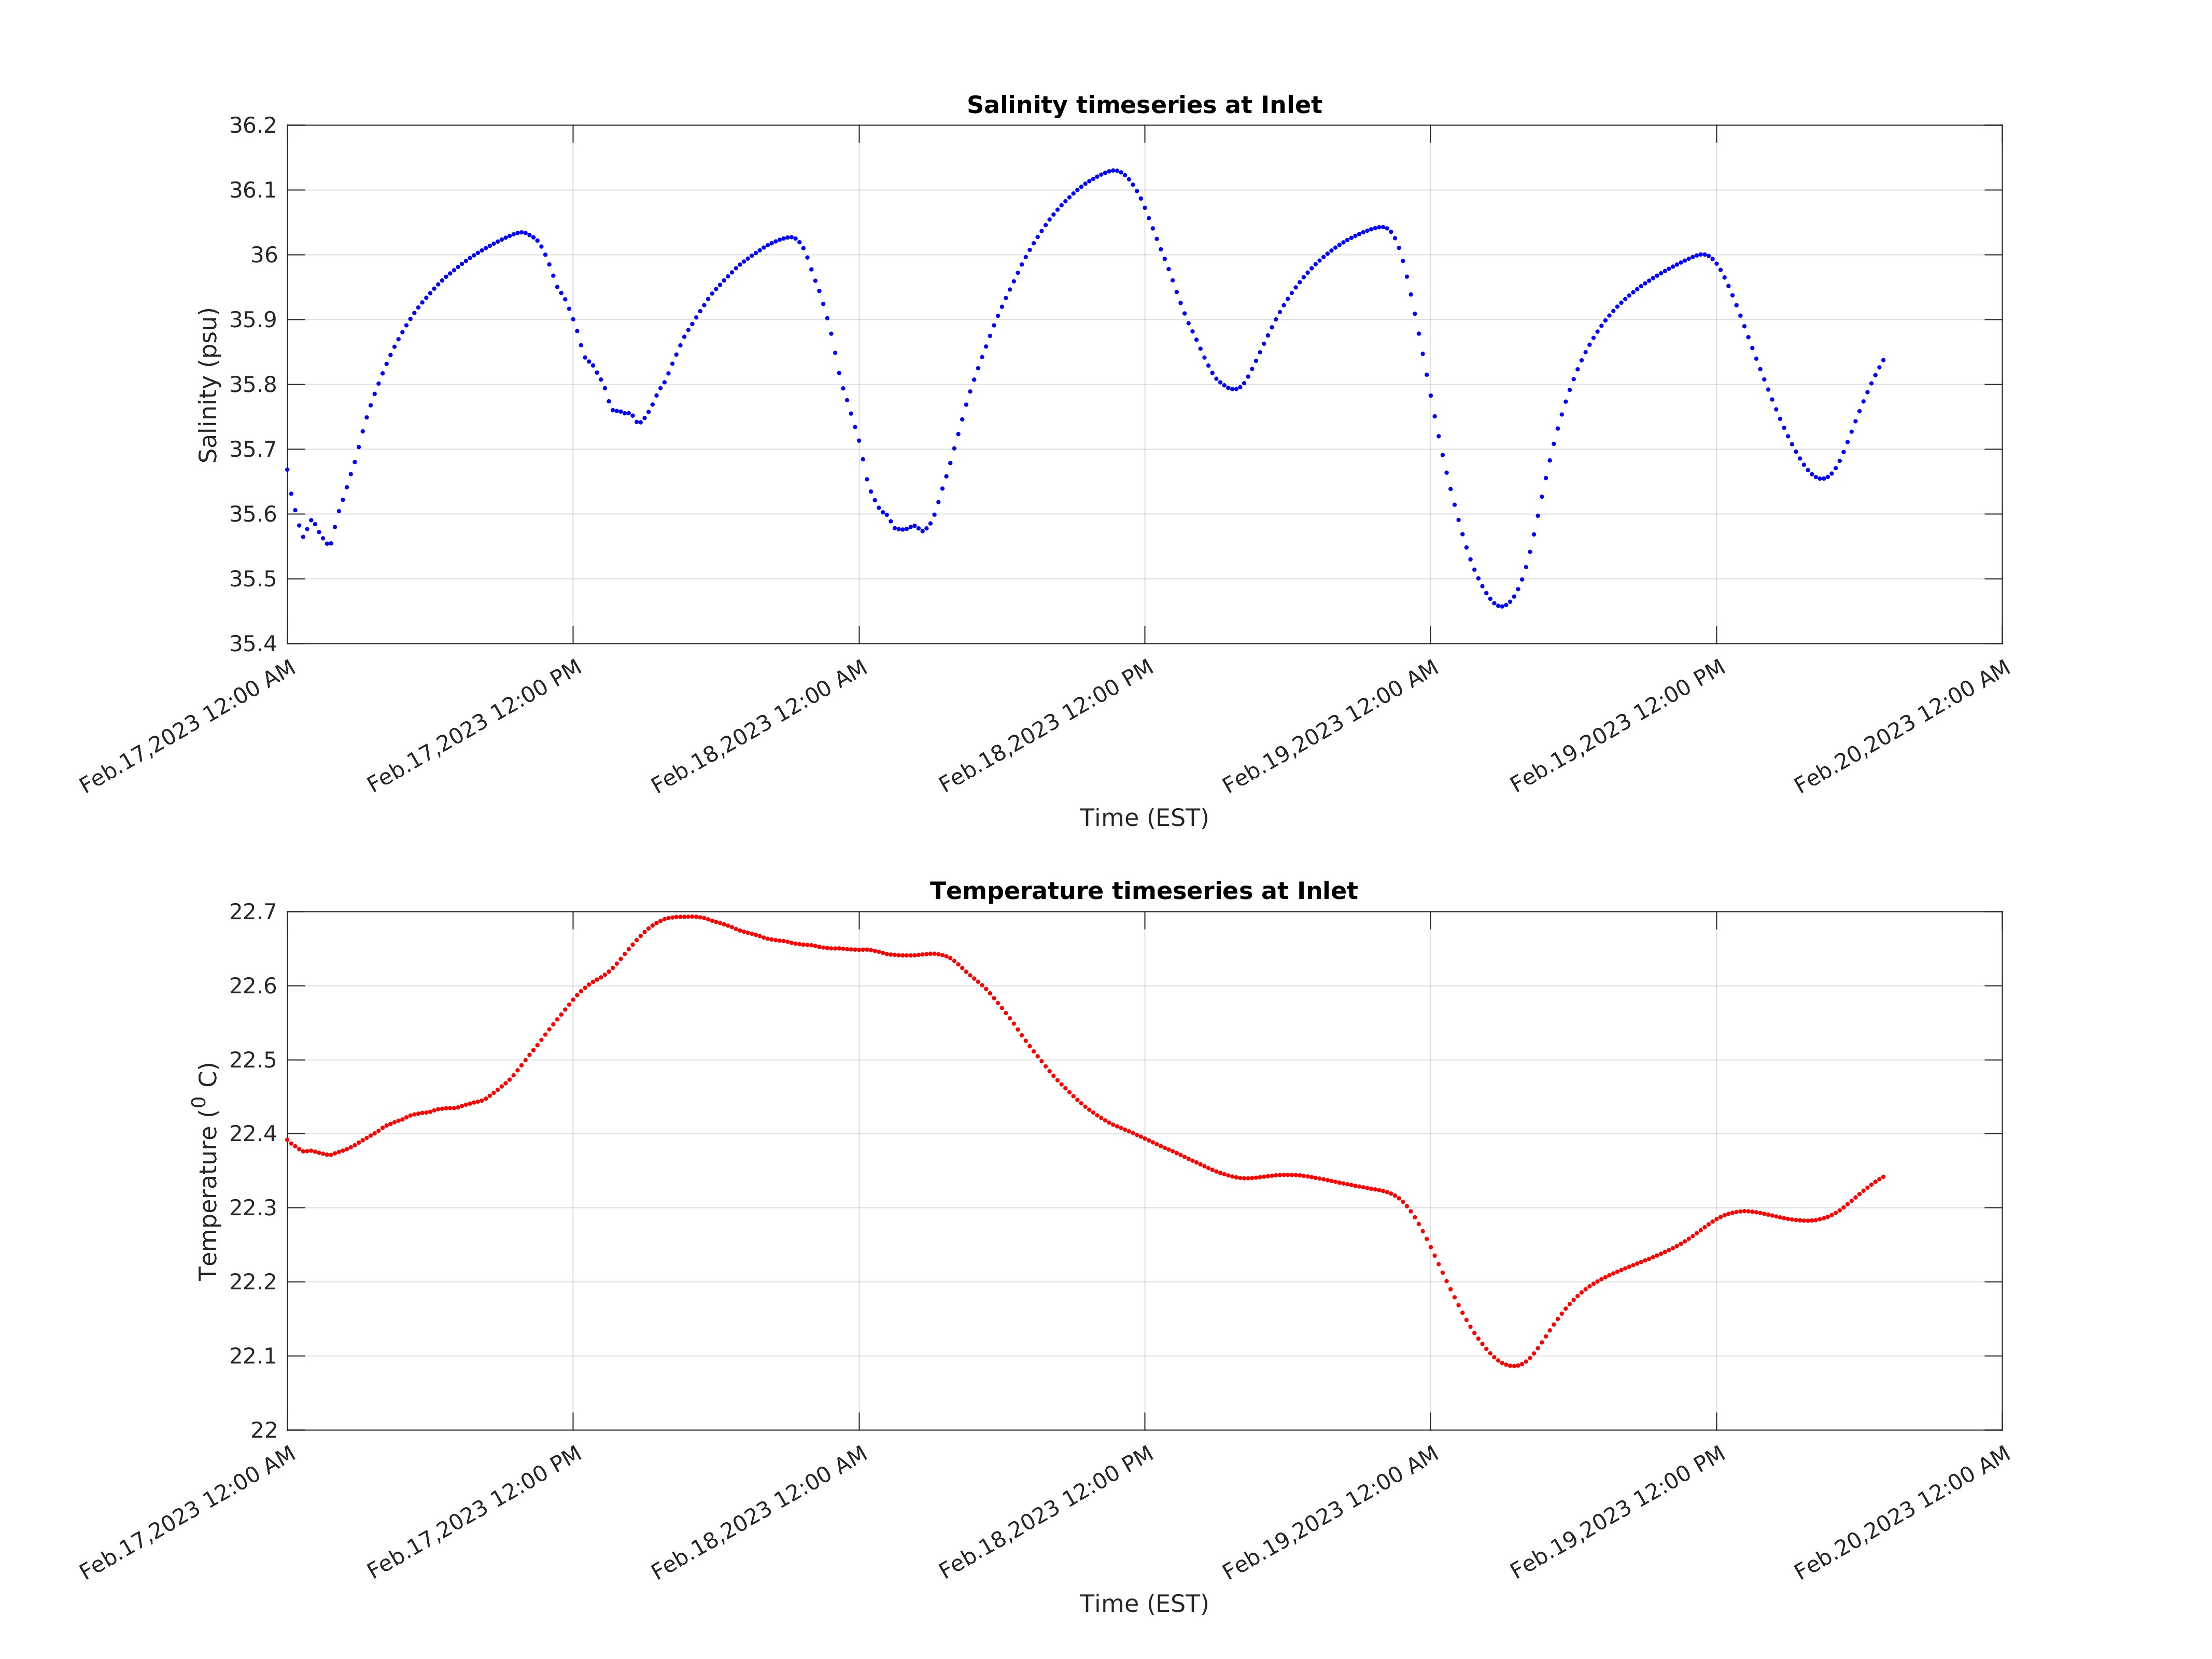 Salinity timeseries at Inlet
36.2
36.1
36
35.9
35.8
35.7
35.6
35.5
35.4
Salinity (psu)
Feb.17,2023 12:00 AM
Feb.17,2023 12:00 PM
Feb.18,2023 12:00 AM
Feb.18,2023 12:00 PM
Feb.19,2023 12:00 AM
Feb.19,2023 12:00 PM
Feb.20,2023 12:00 AM
Time (EST)
Temperature timeseries at Inlet
22.7
22.6
22.5
22.4
22.3
22.2
22.1
22
Temperature (⁰ C)
Feb.17,2023 12:00 AM
Feb.17,2023 12:00 PM
Feb.18,2023 12:00 AM
Feb.18,2023 12:00 PM
Feb.19,2023 12:00 AM
Feb.19,2023 12:00 PM
Feb.20,2023 12:00 AM
Time (EST)